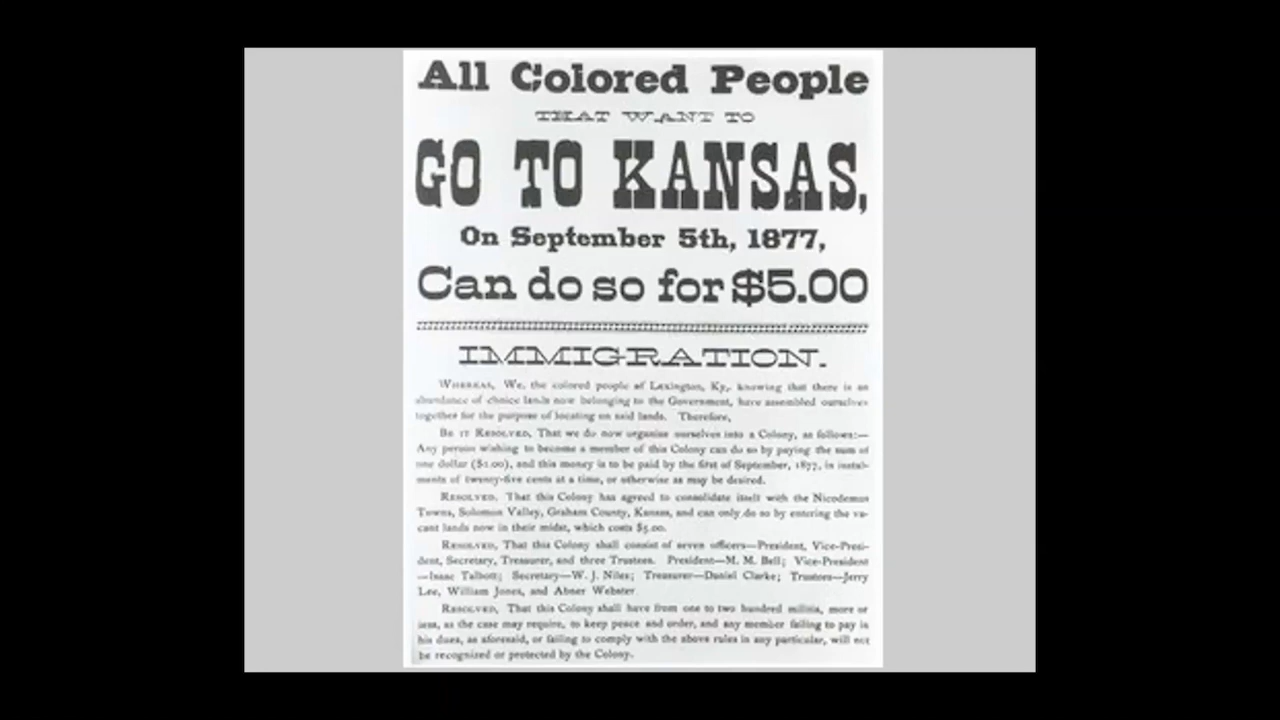 All Colored People
THAT WANT TO
GO TO KANSAS,
On September 5th, 1877,
Can do so for $5.00
IMMIGRATION.
WHEREAS, We, the colored people of Lexington, Ky,. knowing that there is an
abundance of choice lands now belonging to the Government, have assembled ourselves
together for the purpose of locating on said lands. Therefore,
BE IT RESOLVED, That we do now organize ourselves into a Colony, as follows:—
Any person wishing to become a member of this Colony can do so by paying the sum of
one dollar ($1.00), and this money is to be paid by the first of September, 1877, in instal-
ments of twenty-five cents at a time, or otherwise as may be desired.
RESOLVED. That this Colony has agreed to consolidate itself with the Nicodemus
Towns, Solomon Valley, Graham County, Kansas, and can only do so by entering the va-
cant lands now in their midst, which costs $5.00.
RESOLVED, That this Colony shall consist of seven officers—President, Vice-Presi-
dent, Secretary, Treasurer, and three Trustees. President—M. M. Bell; Vice-President
—Isaac Talbott; Secretary—W. J. Niles; Treasurer—Daniel Clarke; Trustees—Jerry
Lee, William Jones, and Abner Webster
RESOLVED, That this Colony shall have from one to two hundred militia, more or
less, as the case may require, to keep peace and order, and any member failing to pay in
his dues, as aforesaid, or failing to comply with the above rules in any particular, will not
be recognized or protected by the Colony.